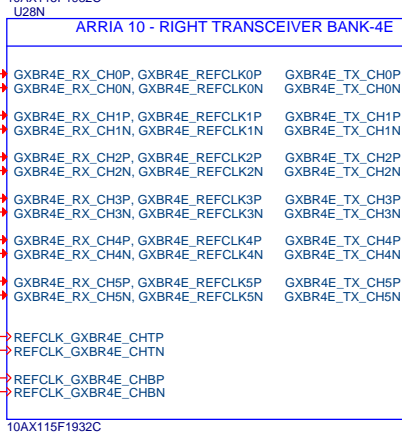 10AX115F1932C
U28N
ARRIA 10 - RIGHT TRANSCEIVER BANK-4E
GXBR4E_RX_CH0P, GXBR4E_REFCLK0P GXBR4E_TX_CH0P
GXBR4E_RX_CH0N, GXBR4E_REFCLK0N GXBR4E_TX_CH0N
GXBR4E_RX_CH1P, GXBR4E_REFCLK1P GXBR4E_TX_CH1P
GXBR4E_RX_CH1N, GXBR4E_REFCLK1N GXBR4E_TX_CH1N
GXBR4E_RX_CH2P, GXBR4E_REFCLK2P GXBR4E_TX_CH2P
GXBR4E_RX_CH2N, GXBR4E_REFCLK2N GXBR4E_TX_CH2N
GXBR4E_RX_CH3P, GXBR4E_REFCLK3P GXBR4E_TX_CH3P
GXBR4E_RX_CH3N, GXBR4E_REFCLK3N GXBR4E_TX_CH3N
GXBR4E_RX_CH4P, GXBR4E_REFCLK4P GXBR4E_TX_CH4P
GXBR4E_RX_CH4N, GXBR4E_REFCLK4N GXBR4E_TX_CH4N
GXBR4E_RX_CH5P, GXBR4E_REFCLK5P GXBR4E_TX_CH5P
GXBR4E_RX_CH5N, GXBR4E_REFCLK5N GXBR4E_TX_CH5N
REFCLK_GXBR4E_CHTP
REFCLK_GXBR4E_CHTN
REFCLK_GXBR4E_CHBP
REFCLK_GXBR4E_CHBN
10AX115F1932C